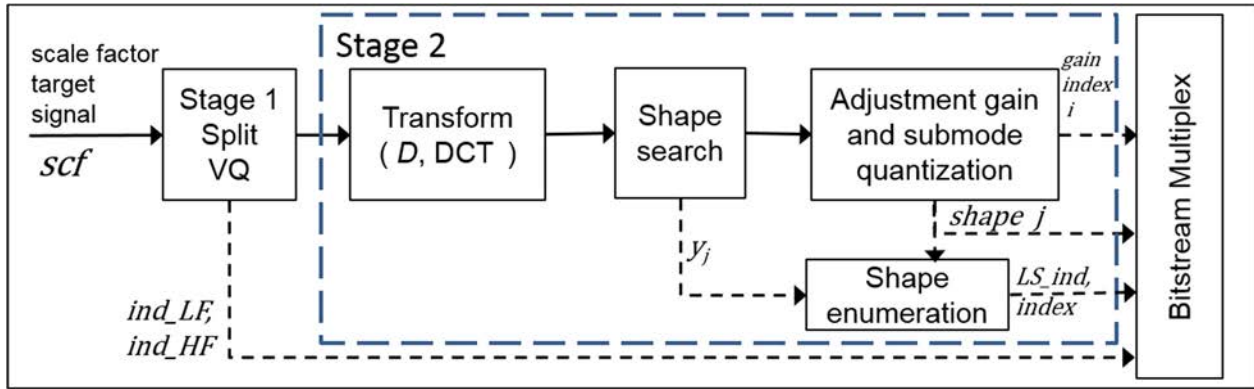 Stage 2
scale factor
target
signal
scf
Stage 1
Split
VQ
Transform
( D, DCT )
Shape
search
Adjustment gain
and submode
quantization
gain
index
i
shape j
y_j
Shape
enumeration
LS_ind,
index
ind_LF,
ind_HF
Bitstream Multiplex